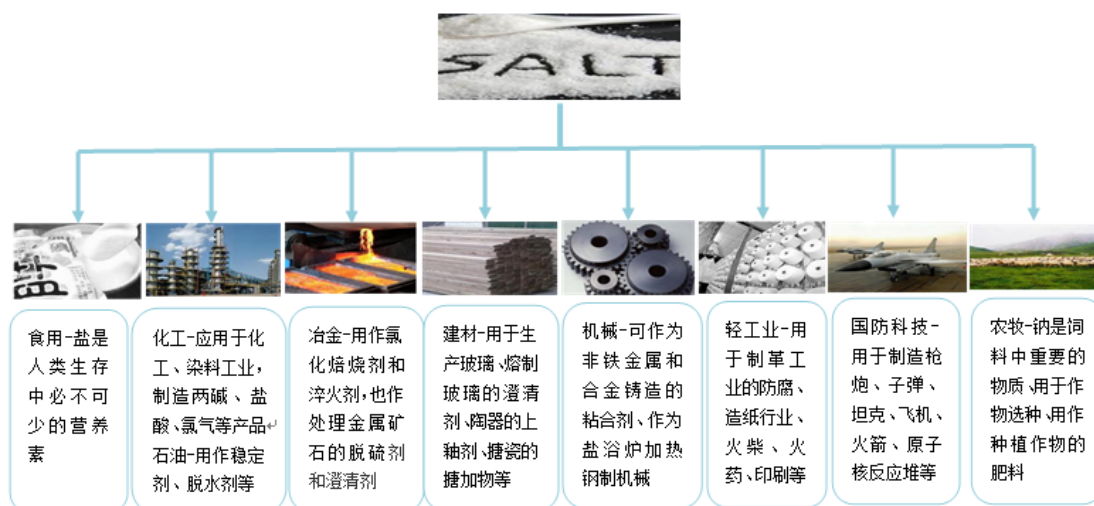 SALT
食用-盐是
人类生存
中必不可
少的营养
素
化工-应用于化
工、染料工业，
制造两碱、盐
酸、氯气等产品↵
石油-用作稳定
剂、脱水剂等
冶金-用作氯
化焙烧剂和
淬火剂，也作
处理金属矿
石的脱硫剂
和澄清剂
建材-用于生
产玻璃、熔制
玻璃的澄清
剂、陶器的上
釉剂、搪瓷的
搪加物等
机械-可作为
非铁金属和
合金铸造的
粘合剂、作为
盐浴炉加热
钢制机械
轻工业-用
于制革工
业的防腐、
造纸行业、
火柴、火
药、印刷等
国防科技-
用于制造枪
炮、子弹、
坦克、飞机、
火箭、原子
核反应堆等
农牧-钠是词
料中重要的
物质、用于作
物选种、用作
种植作物的
肥料